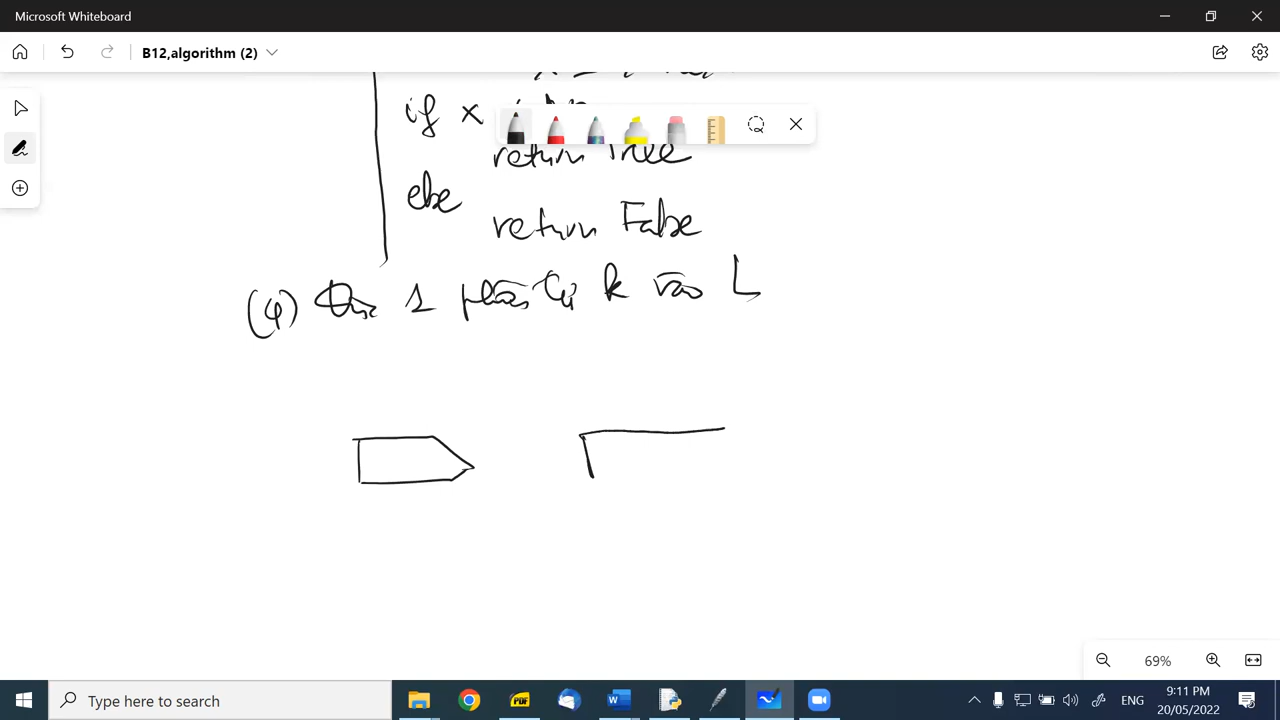 Microsoft Whiteboard
B12,algorithm (2)
if x
return True
else
return False
(4) 1 phần tử k vào L
69%
Type here to search
PDF
ENG
9:11 PM
20/05/2022